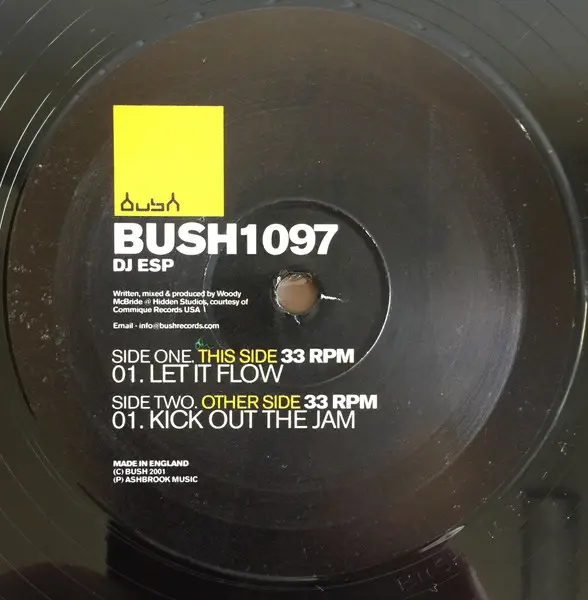 bush
BUSH1097
DJ ESP
Written, mixed & produced by Woody
McBride @ Hidden Studios, courtesy of
Commique Records USA
Email - info@bushrecords.com
SIDE ONE. THIS SIDE 33 RPM
01. LET IT FLOW
SIDE TWO. OTHER SIDE 33 RPM
01. KICK OUT THE JAM
MADE IN ENGLAND
(C) BUSH 2001
(P) ASHBROOK MUSIC